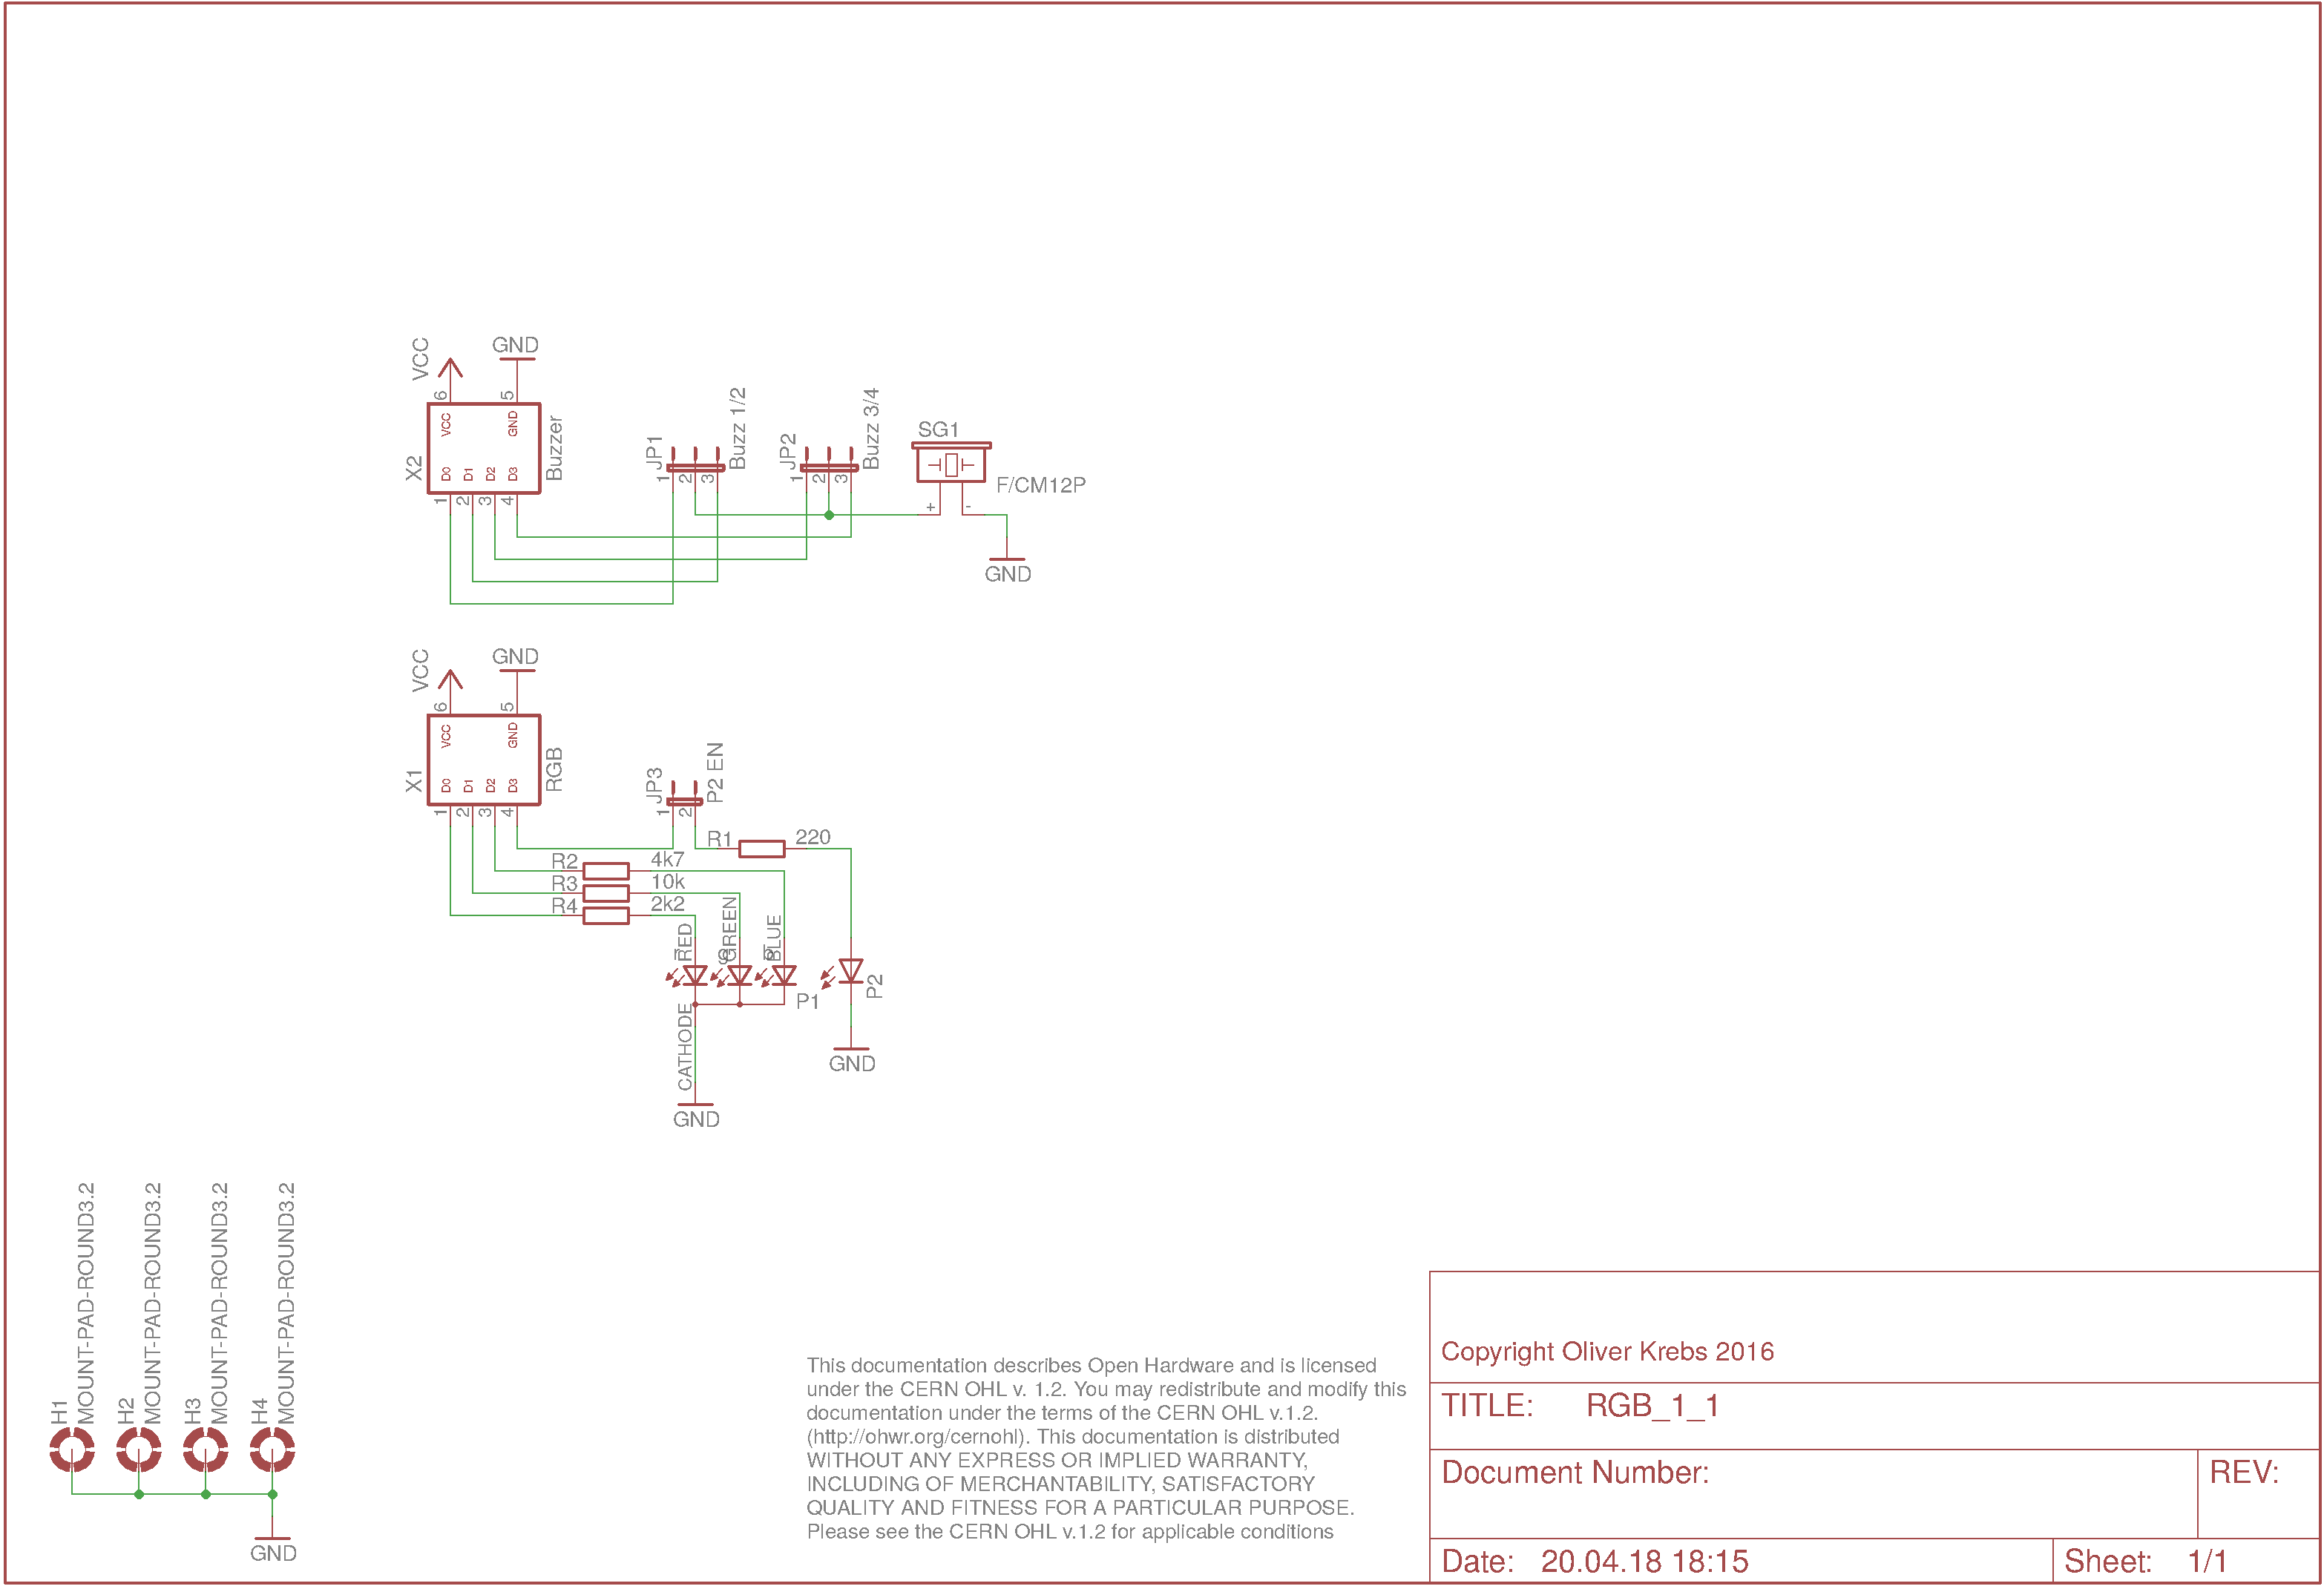 VCC
GND
6
5
VCC
GND
X2
D0
D1
D2
D3
Buzzer
1
2
3
4
JP1
1
2
3
Buzz 1/2
JP2
1
2
3
Buzz 3/4
SG1
F/CM12P
+
-
GND
VCC
GND
6
5
VCC
GND
X1
D0
D1
D2
D3
RGB
1
2
3
4
JP3
1
2
P2 EN
R1
220
R2
4k7
R3
10k
R4
2k2
RED
GREEN
BLUE
P1
P2
CATHODE
GND
GND
H1
MOUNT-PAD-ROUND3.2
H2
MOUNT-PAD-ROUND3.2
H3
MOUNT-PAD-ROUND3.2
H4
MOUNT-PAD-ROUND3.2
GND
This documentation describes Open Hardware and is licensed
under the CERN OHL v. 1.2. You may redistribute and modify this
documentation under the terms of the CERN OHL v.1.2.
(http://ohwr.org/cernohl). This documentation is distributed
WITHOUT ANY EXPRESS OR IMPLIED WARRANTY,
INCLUDING OF MERCHANTABILITY, SATISFACTORY
QUALITY AND FITNESS FOR A PARTICULAR PURPOSE.
Please see the CERN OHL v.1.2 for applicable conditions
Copyright Oliver Krebs 2016
TITLE: RGB_1_1
Document Number:
REV:
Date: 20.04.18 18:15
Sheet: 1/1